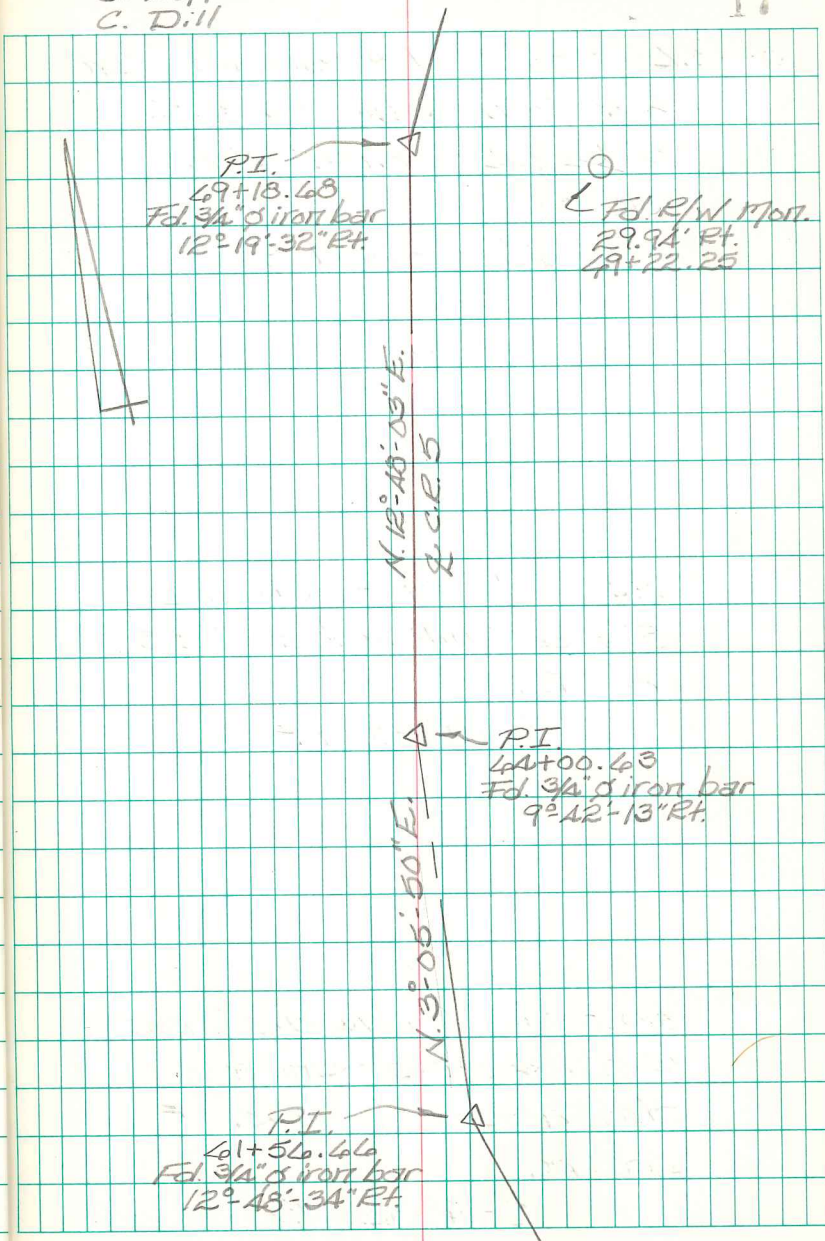 C. Dill
P.I.
69+18.68
Fd. 3/4" ø iron bar
12°-19'-32" Rt.
Fd. R/W Mon.
29.94' Rt.
69+22.25
N. 12°-48'-03" E.
℄ C.R. 5
P.I.
64+00.63
Fd. 3/4" ø iron bar
9°-42'-13" Rt.
N. 3°-05'-50" E.
P.I.
61+56.66
Fd. 3/4" ø iron bar
12°-48'-34" Rt.